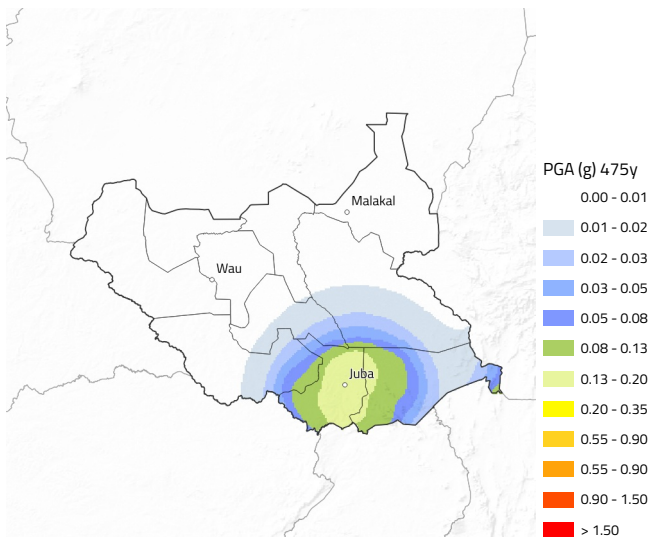 Malakal
Wau
Juba
PGA (g) 475y
0.00 - 0.01
0.01 - 0.02
0.02 - 0.03
0.03 - 0.05
0.05 - 0.08
0.08 - 0.13
0.13 - 0.20
0.20 - 0.35
0.55 - 0.90
0.55 - 0.90
0.90 - 1.50
> 1.50